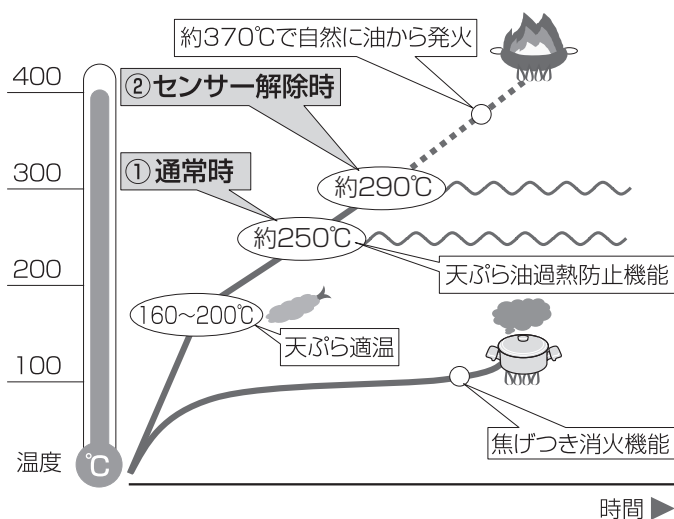 約370℃で自然に油から発火
400
②センサー解除時
300
①通常時
約290℃
約250℃
200
天ぷら油過熱防止機能
160～200℃
天ぷら適温
100
焦げつき消火機能
温度
℃
時間▶